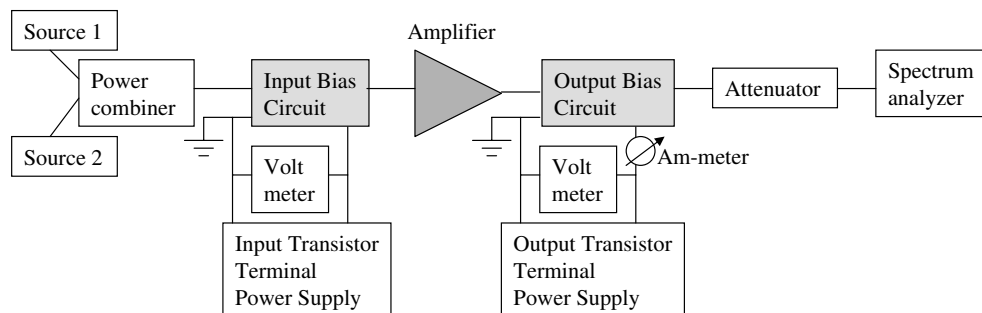 Source 1
Power
combiner
Source 2
Input Bias
Circuit
Volt
meter
Input Transistor
Terminal
Power Supply
Amplifier
Output Bias
Circuit
Am-meter
Volt
meter
Output Transistor
Terminal
Power Supply
Attenuator
Spectrum
analyzer